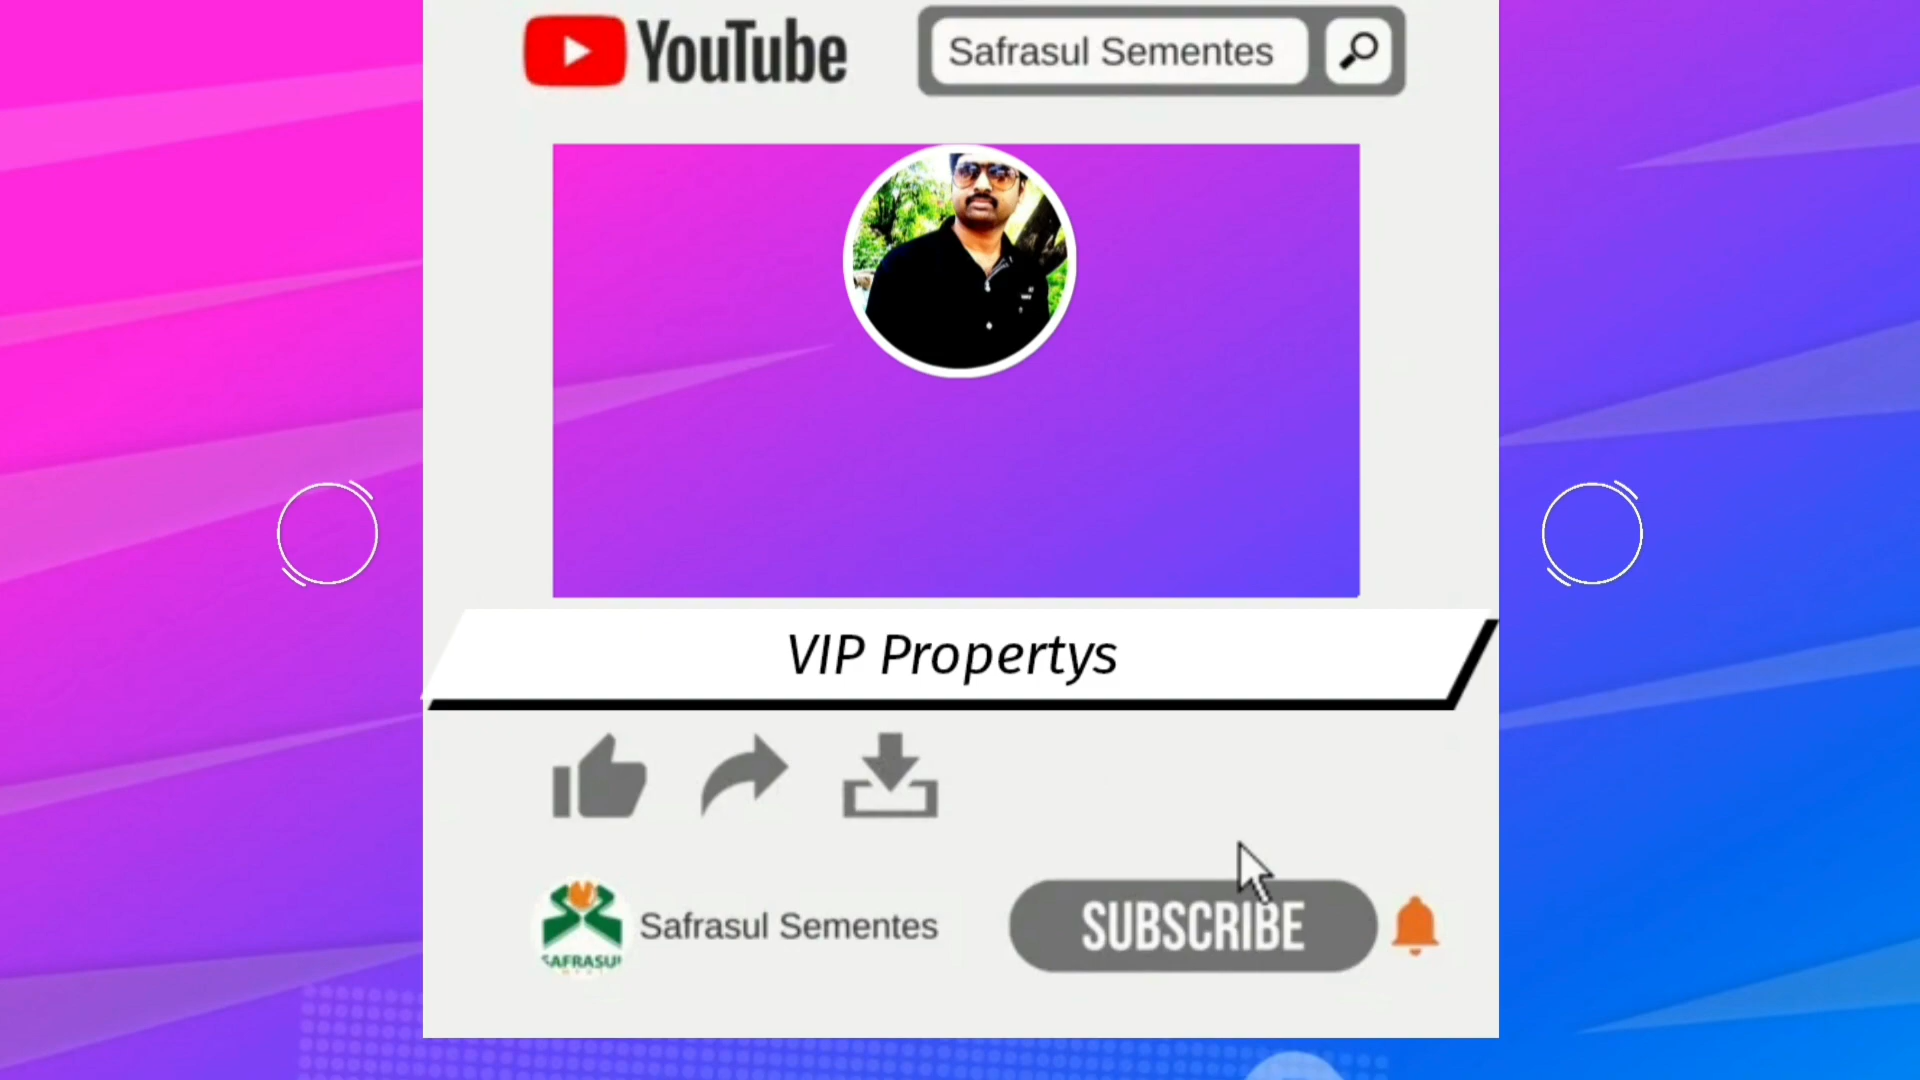 YouTube
Safrasul Sementes
VIP Propertys
SAFRASUL
Safrasul Sementes
SUBSCRIBE